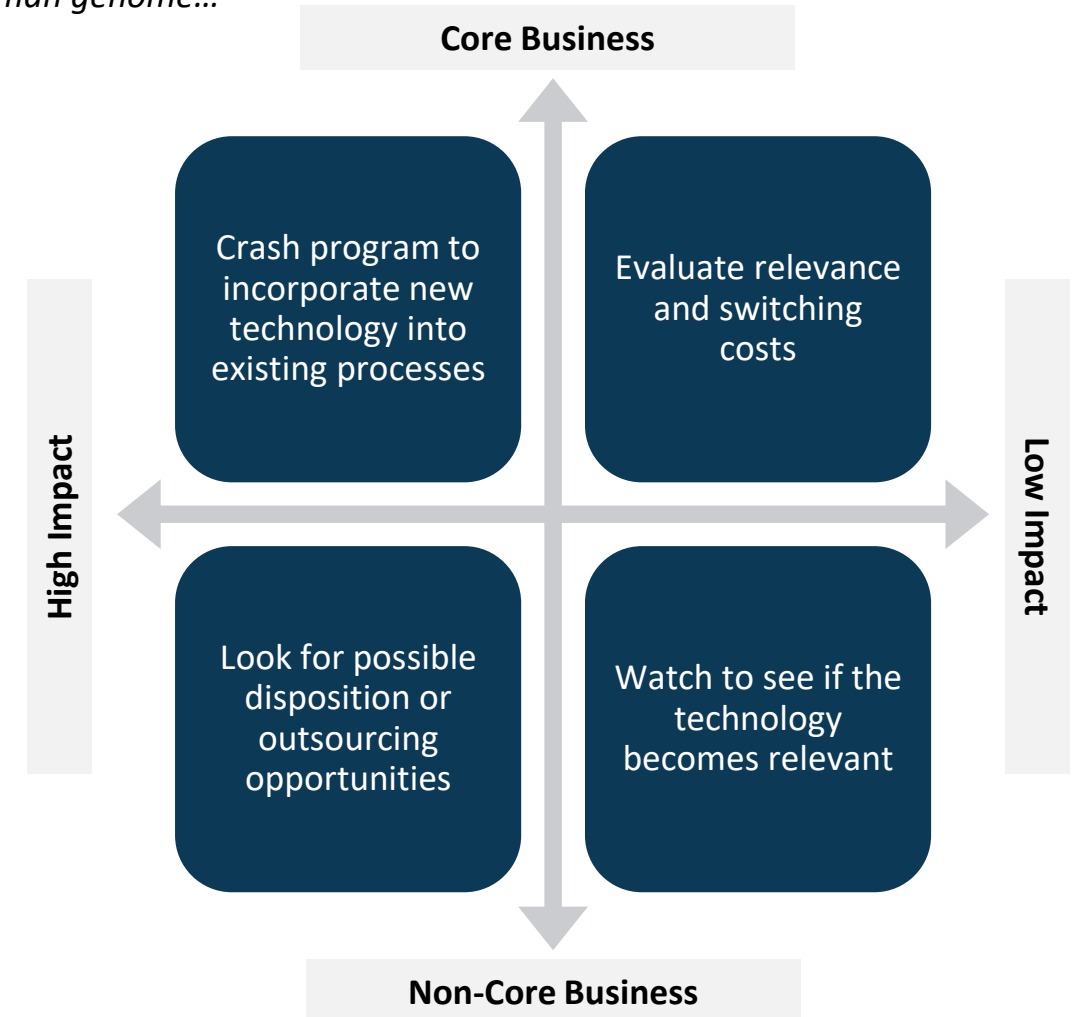 genome…
Core Business
Crash program to
incorporate new
technology into
existing processes
Evaluate relevance
and switching
costs
High Impact
Low Impact
Look for possible
disposition or
outsourcing
opportunities
Watch to see if the
technology
becomes relevant
Non-Core Business